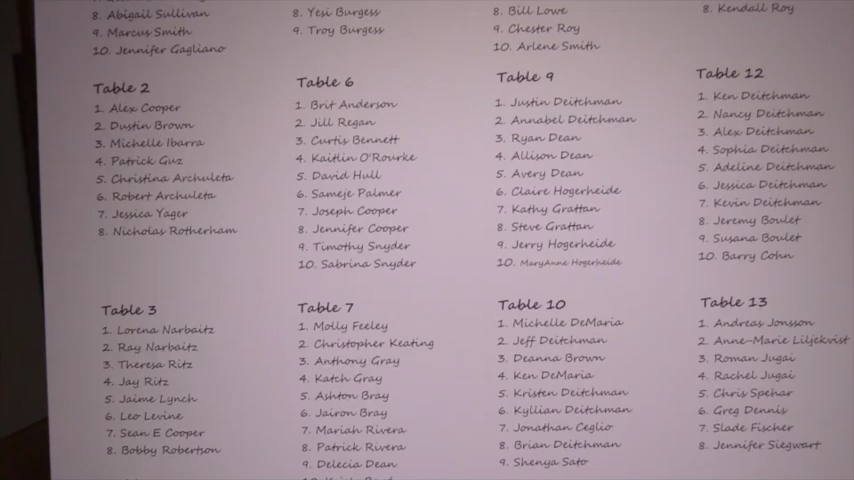 8. Abigail Sullivan
9. Marcus Smith
10. Jennifer Gagliano
Table 2
1. Alex Cooper
2. Dustin Brown
3. Michelle Ibarra
4. Patrick Guz
5. Christina Archuleta
6. Robert Archuleta
7. Jessica Yager
8. Nicholas Rotherham
Table 3
1. Lorena Narbaitz
2. Ray Narbaitz
3. Theresa Ritz
4. Jay Ritz
5. Jaime Lynch
6. Leo Levine
7. Sean E Cooper
8. Bobby Robertson
8. Yesi Burgess
9. Troy Burgess
Table 6
1. Brit Anderson
2. Jill Regan
3. Curtis Bennett
4. Kaitlin O'Rourke
5. David Hull
6. Sameje Palmer
7. Joseph Cooper
8. Jennifer Cooper
9. Timothy Snyder
10. Sabrina Snyder
Table 7
1. Molly Feeley
2. Christopher Keating
3. Anthony Gray
4. Katch Gray
5. Ashton Bray
6. Jairon Bray
7. Mariah Rivera
8. Patrick Rivera
9. Delecia Dean
8. Bill Lowe
9. Chester Roy
10. Arlene Smith
Table 9
1. Justin Deitchman
2. Annabel Deitchman
3. Ryan Dean
4. Allison Dean
5. Avery Dean
6. Claire Hogerheide
7. Kathy Grattan
8. Steve Grattan
9. Jerry Hogerheide
10. MaryAnne Hogerheide
Table 10
1. Michelle DeMaria
2. Jeff Deitchman
3. Deanna Brown
4. Ken DeMaria
5. Kristen Deitchman
6. Kyllian Deitchman
7. Jonathan Ceglio
8. Brian Deitchman
9. Shenya Sato
8. Kendall Roy
Table 12
1. Ken Deitchman
2. Nancy Deitchman
3. Alex Deitchman
4. Sophia Deitchman
5. Adeline Deitchman
6. Jessica Deitchman
7. Kevin Deitchman
8. Jeremy Boulet
9. Susana Boulet
10. Barry Cohn
Table 13
1. Andreas Jonsson
2. Anne-Marie Liljekvist
3. Roman Jugai
4. Rachel Jugai
5. Chris Spehar
6. Greg Dennis
7. Slade Fischer
8. Jennifer Siegwart